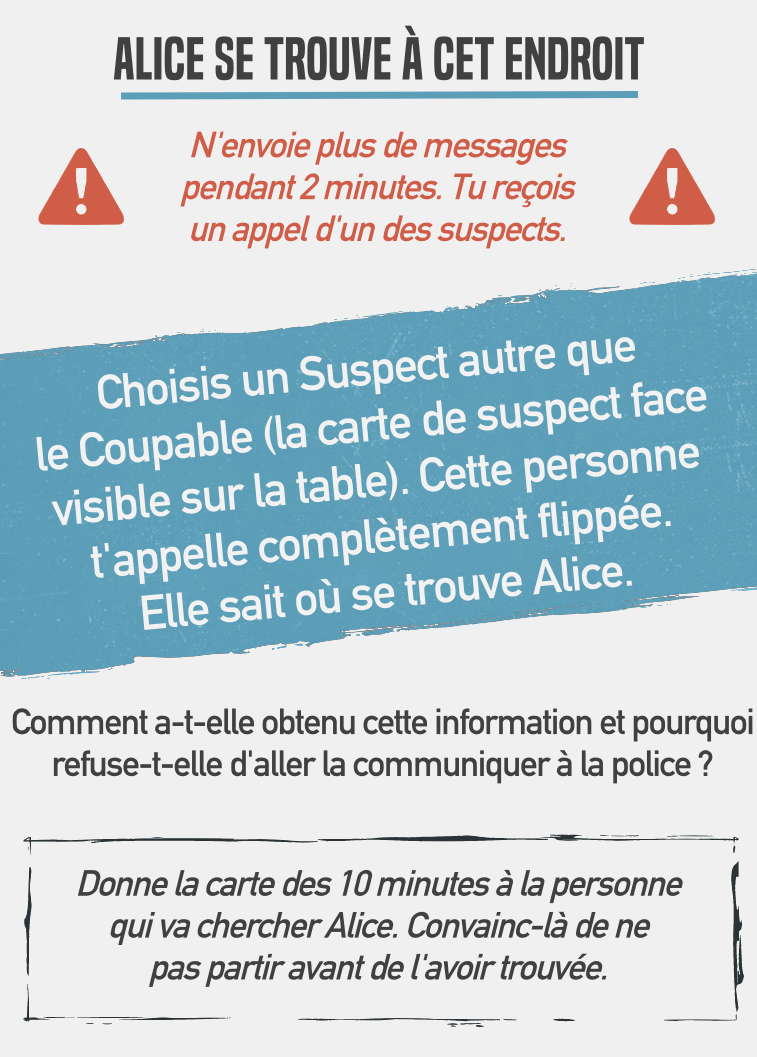 ALICE SE TROUVE À CET ENDROIT
N'envoie plus de messages
pendant 2 minutes. Tu reçois
un appel d'un des suspects.
Choisis un Suspect autre que
le Coupable (la carte de suspect face
visible sur la table). Cette personne
t'appelle complètement flippée.
Elle sait où se trouve Alice.
Comment a-t-elle obtenu cette information et pourquoi
refuse-t-elle d'aller la communiquer à la police ?
Donne la carte des 10 minutes à la personne
qui va chercher Alice. Convainc-là de ne
pas partir avant de l'avoir trouvée.